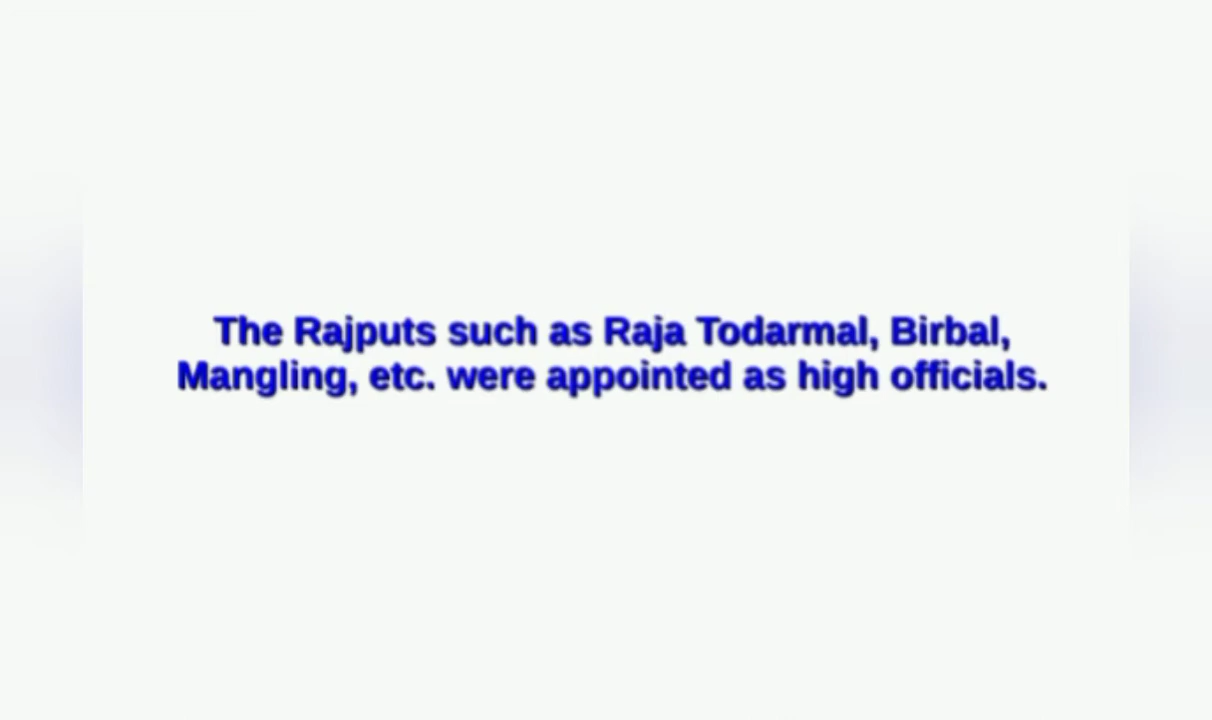 The Rajputs such as Raja Todarmal, Birbal,
Mangling, etc. were appointed as high officials.